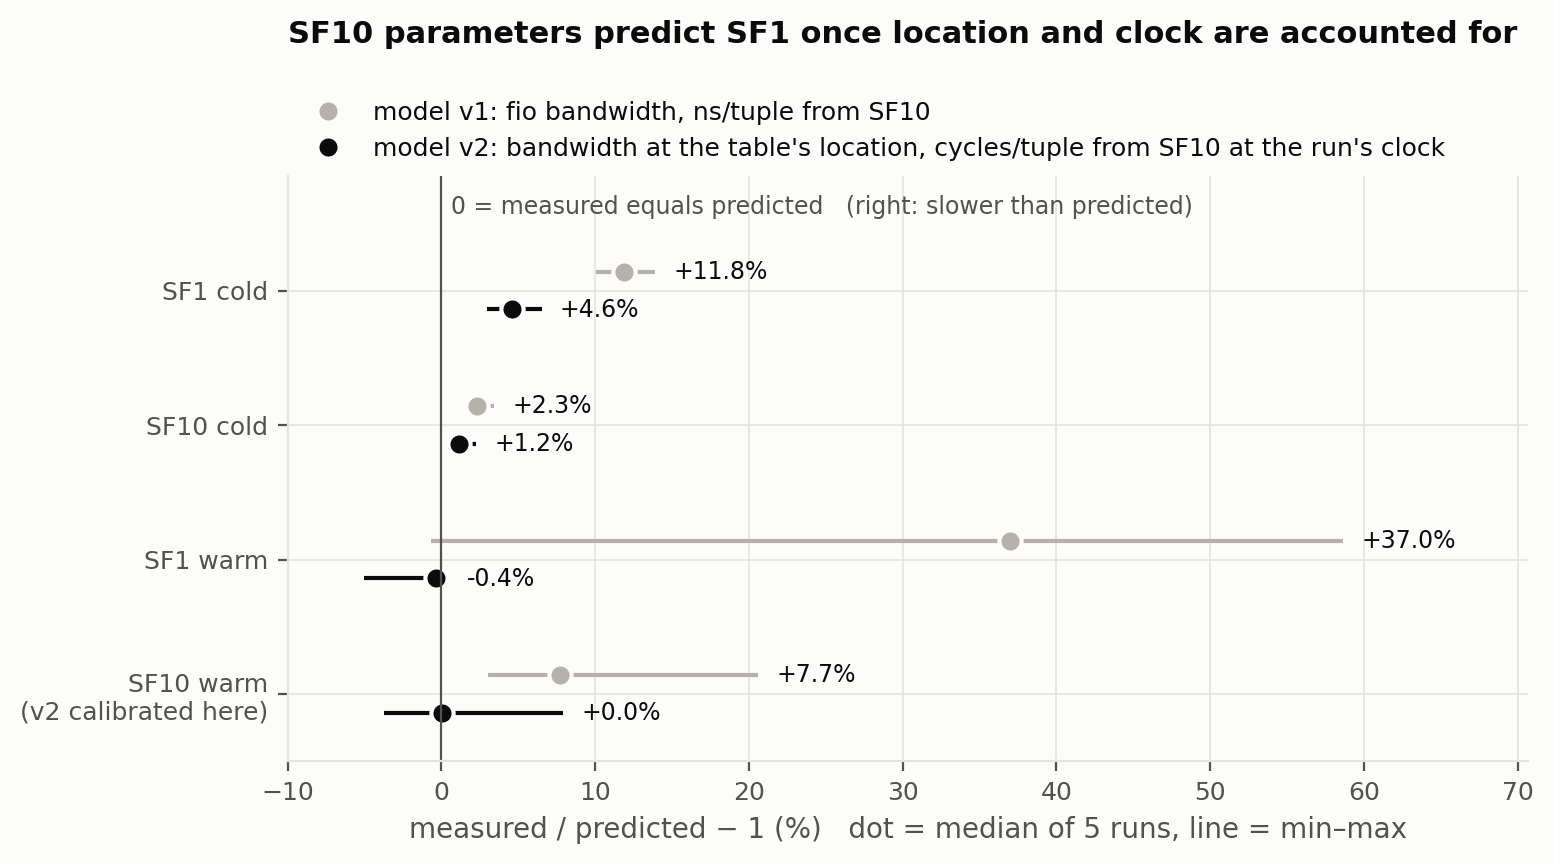 SF10 parameters predict SF1 once location and clock are accounted for
model v1: fio bandwidth, ns/tuple from SF10
model v2: bandwidth at the table's location, cycles/tuple from SF10 at the run's clock
0 = measured equals predicted (right: slower than predicted)
SF1 cold
+11.8%
+4.6%
SF10 cold
+2.3%
+1.2%
SF1 warm
+37.0%
-0.4%
SF10 warm
(v2 calibrated here)
+7.7%
+0.0%
−10 0 10 20 30 40 50 60 70
measured / predicted − 1 (%) dot = median of 5 runs, line = min–max